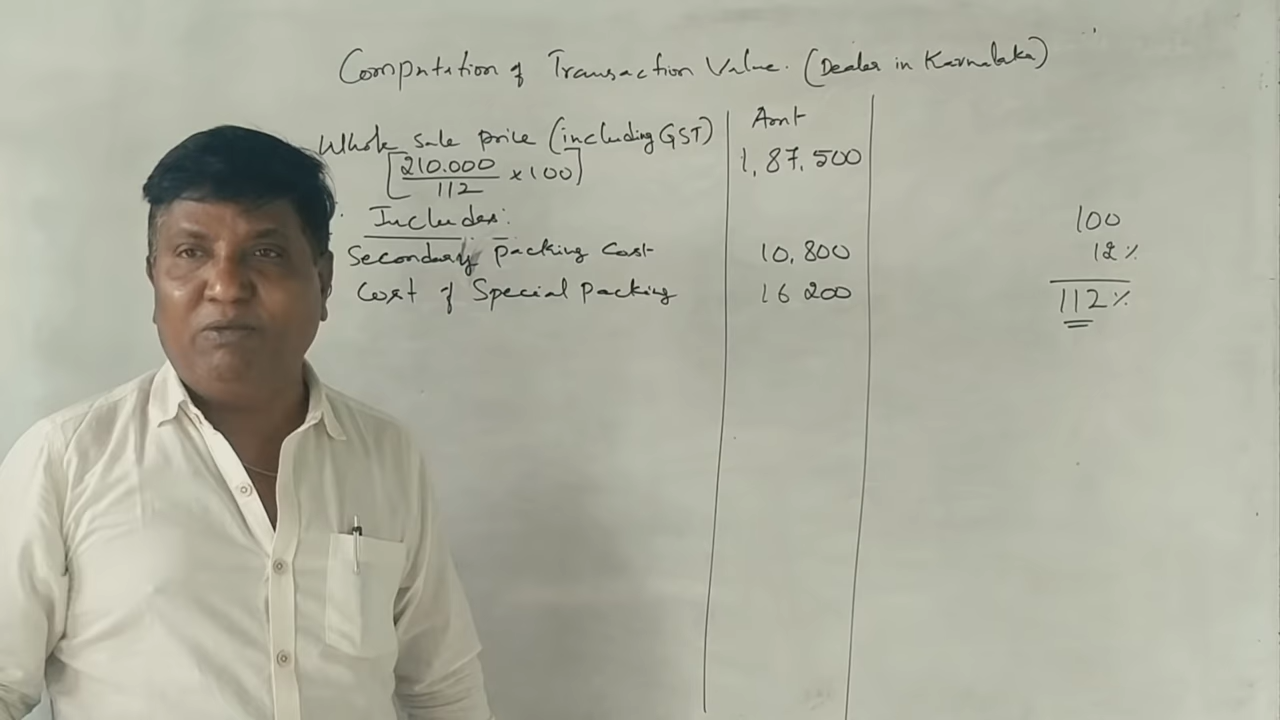 Computation of Transaction Value. (Dealer in Karnataka)
Amt
Whole sale price (including GST)
[210.000/112 × 100] 1,87,500
Includes:
Secondary packing cost 10,800
Cost of Special Packing 16 200
100
12%
112%